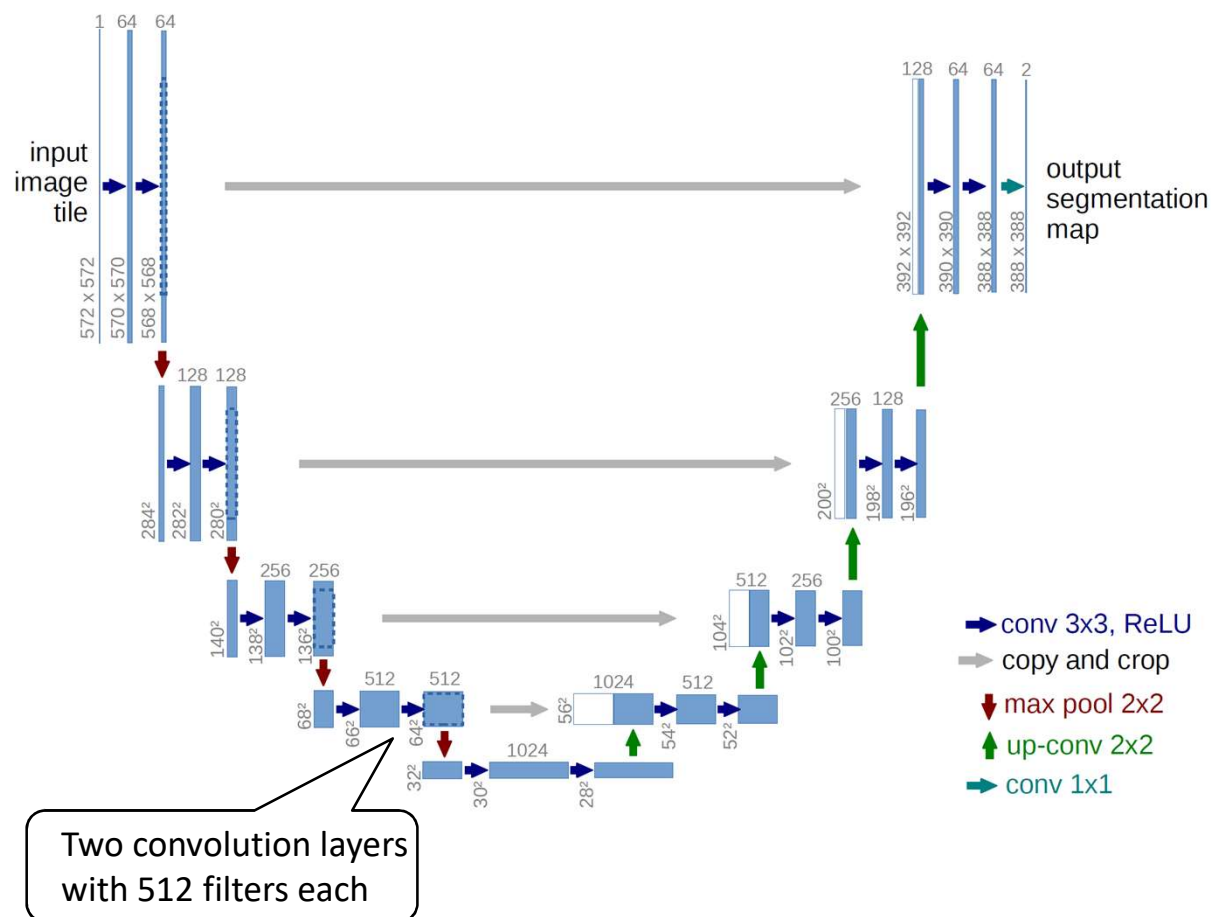 1 64 64
input
image
tile
572 x 572
570 x 570
568 x 568
128 64 64 2
output
segmentation
map
392 x 392
390 x 390
388 x 388
388 x 388
128 128
284²
282²
280²
256 128
200²
198²
196²
256 256
140²
138²
136²
512 256
104²
102²
100²
512 512
68²
66²
64²
1024 512
56²
54²
52²
1024
32²
30²
28²
conv 3x3, ReLU
copy and crop
max pool 2x2
up-conv 2x2
conv 1x1
Two convolution layers
with 512 filters each